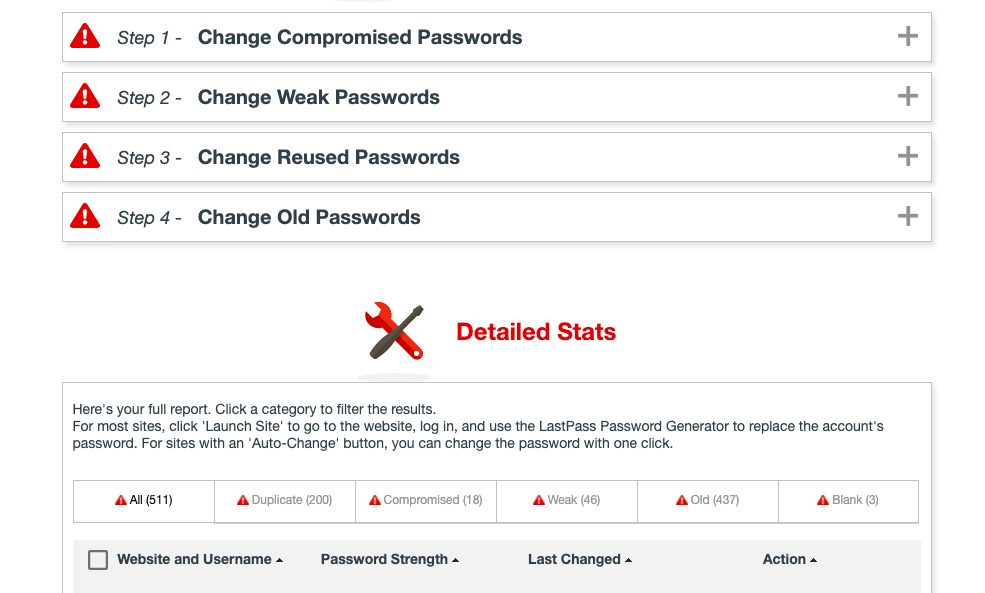 Step 1 - Change Compromised Passwords
Step 2 - Change Weak Passwords
Step 3 - Change Reused Passwords
Step 4 - Change Old Passwords
Detailed Stats
Here's your full report. Click a category to filter the results.
For most sites, click 'Launch Site' to go to the website, log in, and use the LastPass Password Generator to replace the account's
password. For sites with an 'Auto-Change' button, you can change the password with one click.
All (511) Duplicate (200) Compromised (18) Weak (46) Old (437) Blank (3)
Website and Username Password Strength Last Changed Action